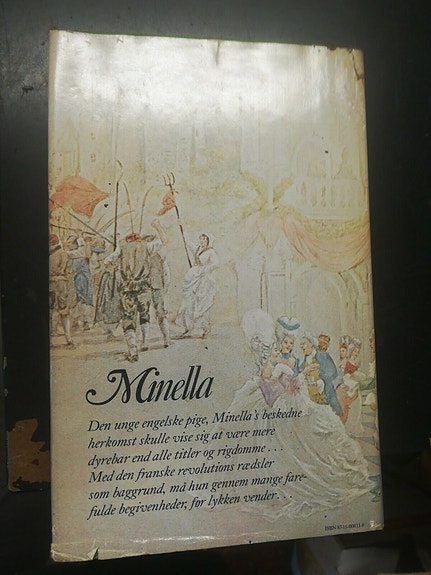 Minella
Den unge engelske pige, Minella's beskedne
herkomst skulle vise sig at være mere
dyrebar end alle titler og rigdomme...
Med den franske revolutions rædsler
som baggrund, må hun gennem mange fare-
fulde begivenheder, før lykken vender...
ISBN